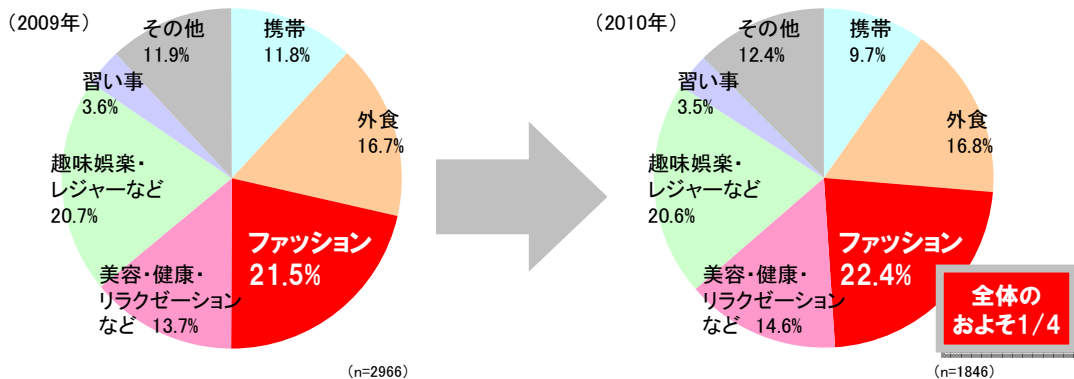 （2009年）
その他
11.9%
携帯
11.8%
習い事
3.6%
外食
16.7%
趣味娯楽・
レジャーなど
20.7%
ファッション
21.5%
美容・健康・
リラクゼーション
など 13.7%
（n=2966）
（2010年）
その他
12.4%
携帯
9.7%
習い事
3.5%
外食
16.8%
趣味娯楽・
レジャーなど
20.6%
ファッション
22.4%
美容・健康・
リラクゼーション
など 14.6%
全体の
およそ1/4
（n=1846）